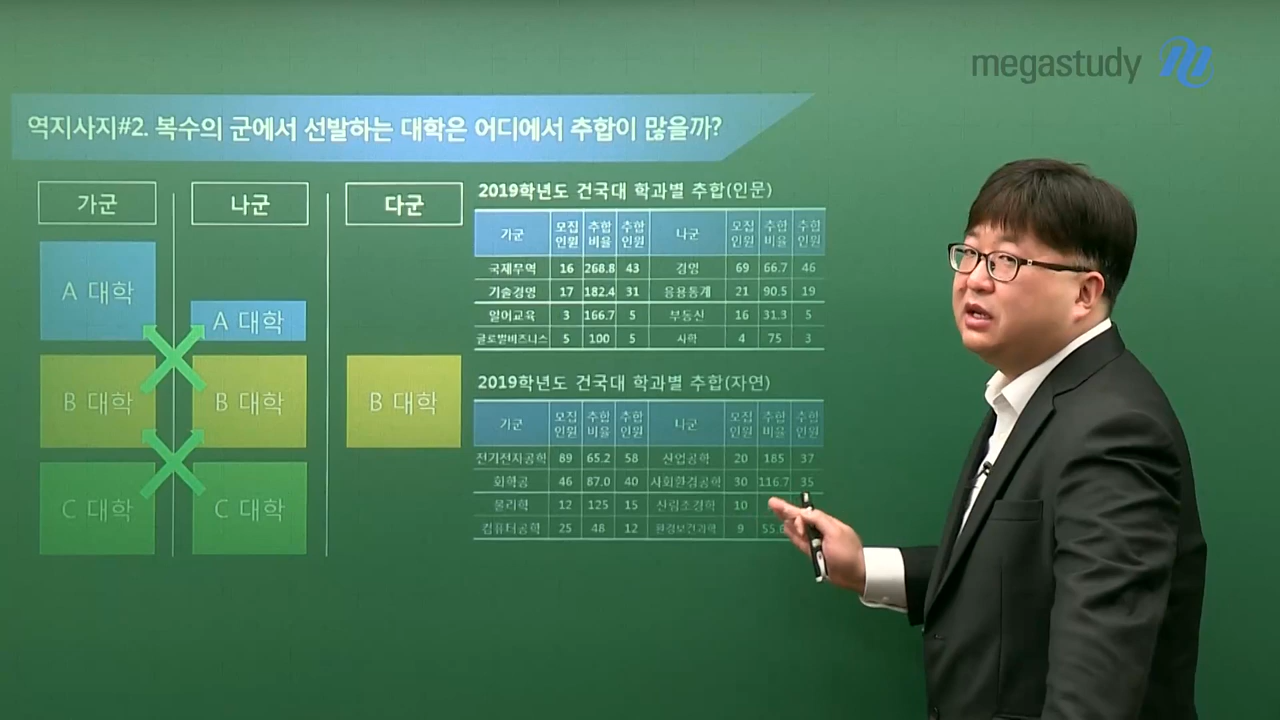 megastudy
역지사지#2. 복수의 군에서 선발하는 대학은 어디에서 추합이 많을까?
가군 나군 다군
A 대학
A 대학
B 대학 B 대학 B 대학
C 대학 C 대학
2019학년도 건국대 학과별 추합(인문)
가군 모집인원 추합비율 추합인원 나군 모집인원 추합비율 추합인원
국제무역 16 268.8 43 경영 69 66.7 46
기술경영 17 182.4 31 응용통계 21 90.5 19
일어교육 3 166.7 5 부동산 16 31.3 5
글로벌비즈니스 5 100 5 사학 4 75 3
2019학년도 건국대 학과별 추합(자연)
가군 모집인원 추합비율 추합인원 나군 모집인원 추합비율 추합인원
전기전자공학 89 65.2 58 산업공학 20 185 37
화학공 46 87.0 40 사회환경공학 30 116.7 35
물리학 12 125 15 산림조경학 10
컴퓨터공학 25 48 12 환경보건과학 9